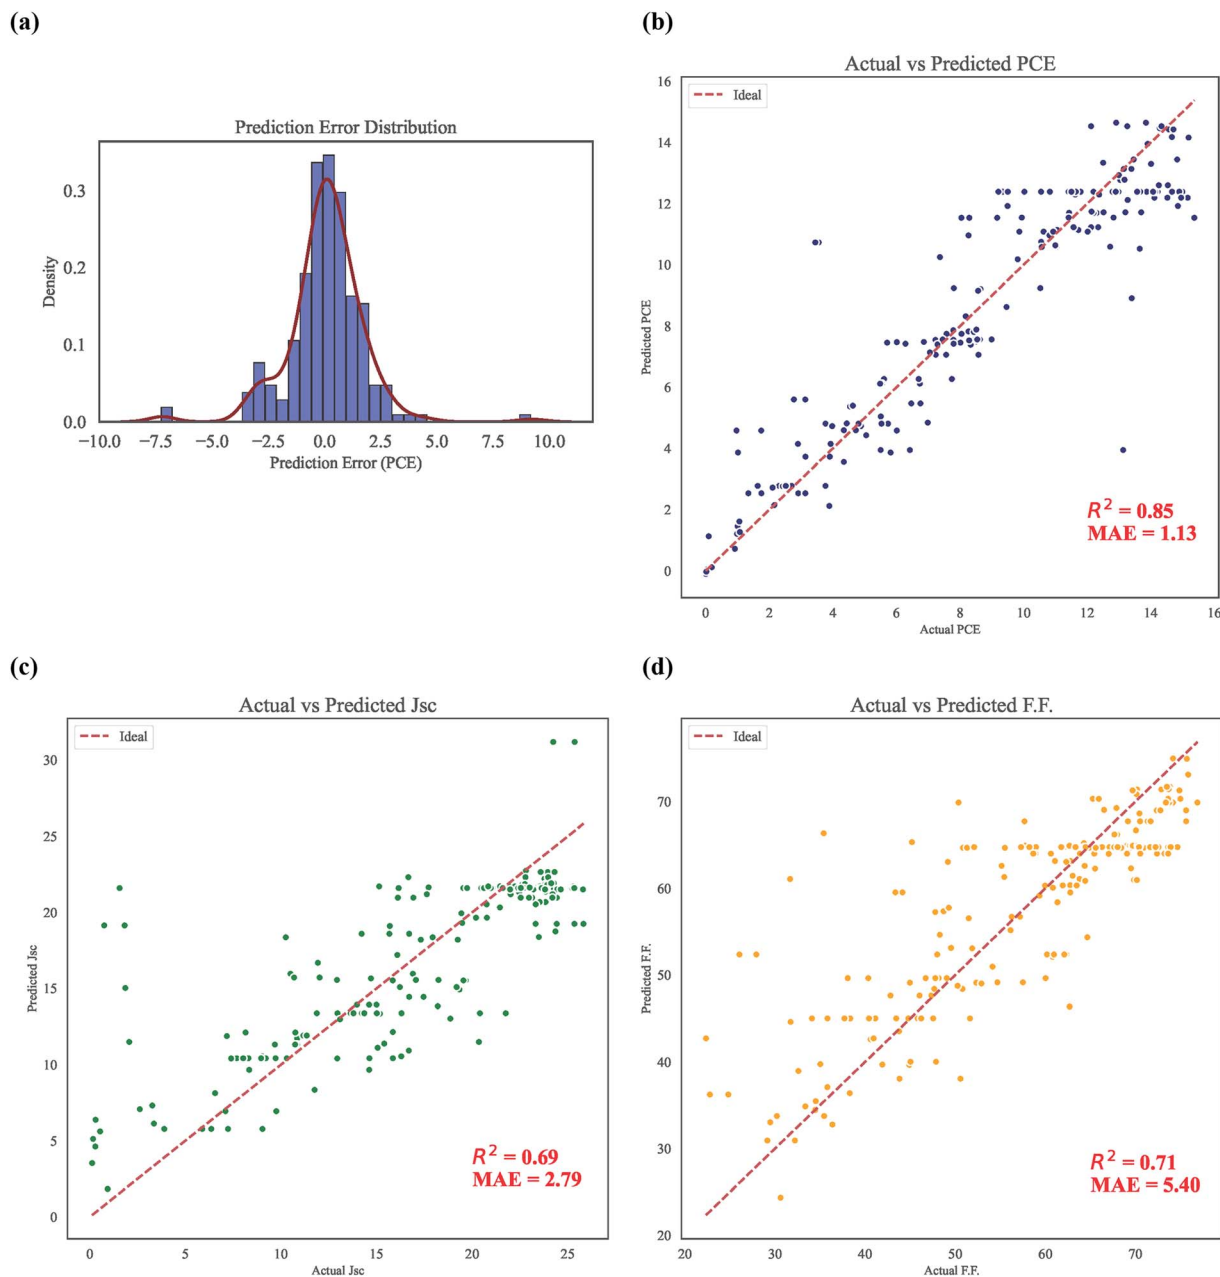 (a)
Prediction Error Distribution
Density
0.3
0.2
0.1
0.0
−10.0 −7.5 −5.0 −2.5 0.0 2.5 5.0 7.5 10.0
Prediction Error (PCE)
(b)
Actual vs Predicted PCE
Ideal
Predicted PCE
16
14
12
10
8
6
4
2
0
R² = 0.85
MAE = 1.13
0 2 4 6 8 10 12 14 16
Actual PCE
(c)
Actual vs Predicted Jsc
Ideal
Predicted Jsc
30
25
20
15
10
5
0
R² = 0.69
MAE = 2.79
0 5 10 15 20 25
Actual Jsc
(d)
Actual vs Predicted F.F.
Ideal
Predicted F.F.
70
60
50
40
30
20
R² = 0.71
MAE = 5.40
20 30 40 50 60 70
Actual F.F.